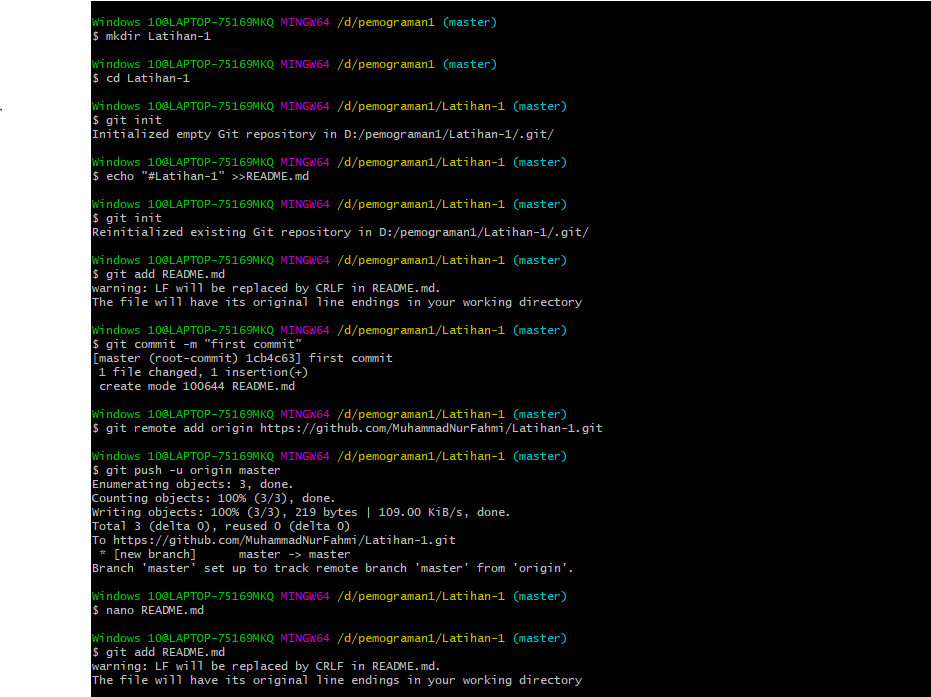 Windows 10@LAPTOP-75169MKQ MINGW64 /d/pemograman1 (master)
$ mkdir Latihan-1
Windows 10@LAPTOP-75169MKQ MINGW64 /d/pemograman1 (master)
$ cd Latihan-1
Windows 10@LAPTOP-75169MKQ MINGW64 /d/pemograman1/Latihan-1 (master)
$ git init
Initialized empty Git repository in D:/pemograman1/Latihan-1/.git/
Windows 10@LAPTOP-75169MKQ MINGW64 /d/pemograman1/Latihan-1 (master)
$ echo "#Latihan-1" >>README.md
Windows 10@LAPTOP-75169MKQ MINGW64 /d/pemograman1/Latihan-1 (master)
$ git init
Reinitialized existing Git repository in D:/pemograman1/Latihan-1/.git/
Windows 10@LAPTOP-75169MKQ MINGW64 /d/pemograman1/Latihan-1 (master)
$ git add README.md
warning: LF will be replaced by CRLF in README.md.
The file will have its original line endings in your working directory
Windows 10@LAPTOP-75169MKQ MINGW64 /d/pemograman1/Latihan-1 (master)
$ git commit -m "first commit"
[master (root-commit) 1cb4c63] first commit
1 file changed, 1 insertion(+)
create mode 100644 README.md
Windows 10@LAPTOP-75169MKQ MINGW64 /d/pemograman1/Latihan-1 (master)
$ git remote add origin https://github.com/MuhammadNurFahmi/Latihan-1.git
Windows 10@LAPTOP-75169MKQ MINGW64 /d/pemograman1/Latihan-1 (master)
$ git push -u origin master
Enumerating objects: 3, done.
Counting objects: 100% (3/3), done.
Writing objects: 100% (3/3), 219 bytes | 109.00 KiB/s, done.
Total 3 (delta 0), reused 0 (delta 0)
To https://github.com/MuhammadNurFahmi/Latihan-1.git
* [new branch]      master -> master
Branch 'master' set up to track remote branch 'master' from 'origin'.
Windows 10@LAPTOP-75169MKQ MINGW64 /d/pemograman1/Latihan-1 (master)
$ nano README.md
Windows 10@LAPTOP-75169MKQ MINGW64 /d/pemograman1/Latihan-1 (master)
$ git add README.md
warning: LF will be replaced by CRLF in README.md.
The file will have its original line endings in your working directory